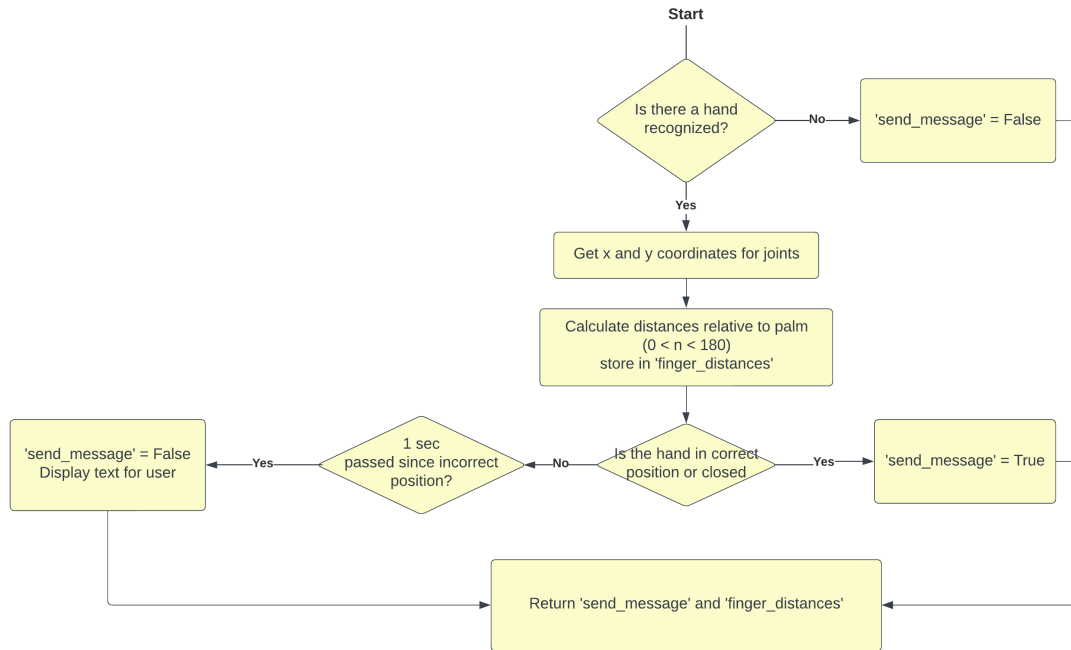 Start
Is there a hand
recognized?
No
'send_message' = False
Yes
Get x and y coordinates for joints
Calculate distances relative to palm
(0 < n < 180)
store in 'finger_distances'
'send_message' = False
Display text for user
Yes
1 sec
passed since incorrect
position?
No
Is the hand in correct
position or closed
Yes
'send_message' = True
Return 'send_message' and 'finger_distances'